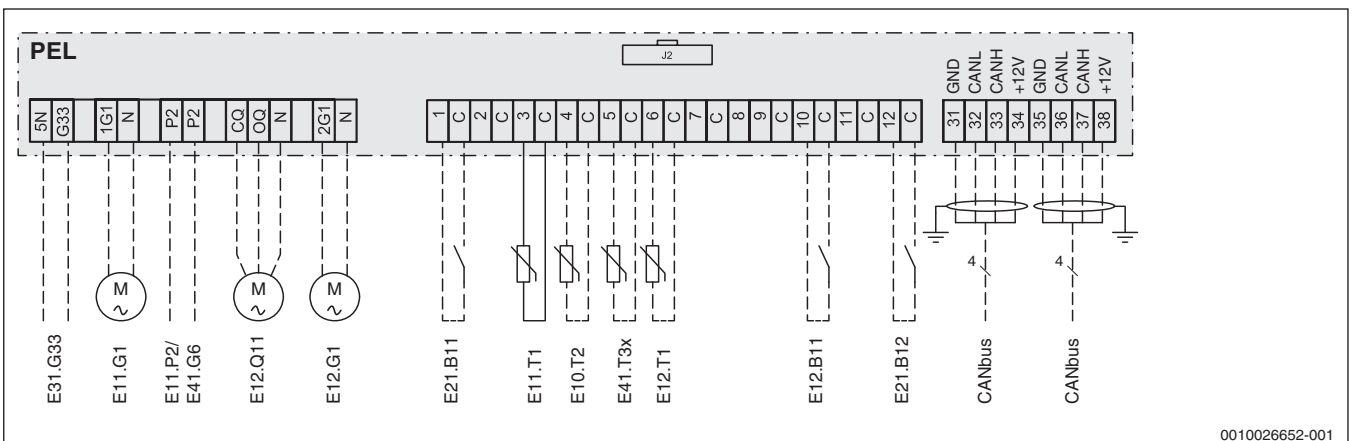 PEL
J2
GND
CANL
CANH
+12V
GND
CANL
CANH
+12V
5N
G33
1G1
N
P2
P2
CQ
OQ
N
2G1
N
1
C
2
C
3
C
4
C
5
C
6
C
7
C
8
C
9
C
10
C
11
C
12
C
31
32
33
34
35
36
37
38
4
4
M
M
M
E31.G33
E11.G1
E11.P2/
E41.G6
E12.Q11
E12.G1
E21.B11
E11.T1
E10.T2
E41.T3x
E12.T1
E12.B11
E21.B12
CANbus
CANbus
0010026652-001